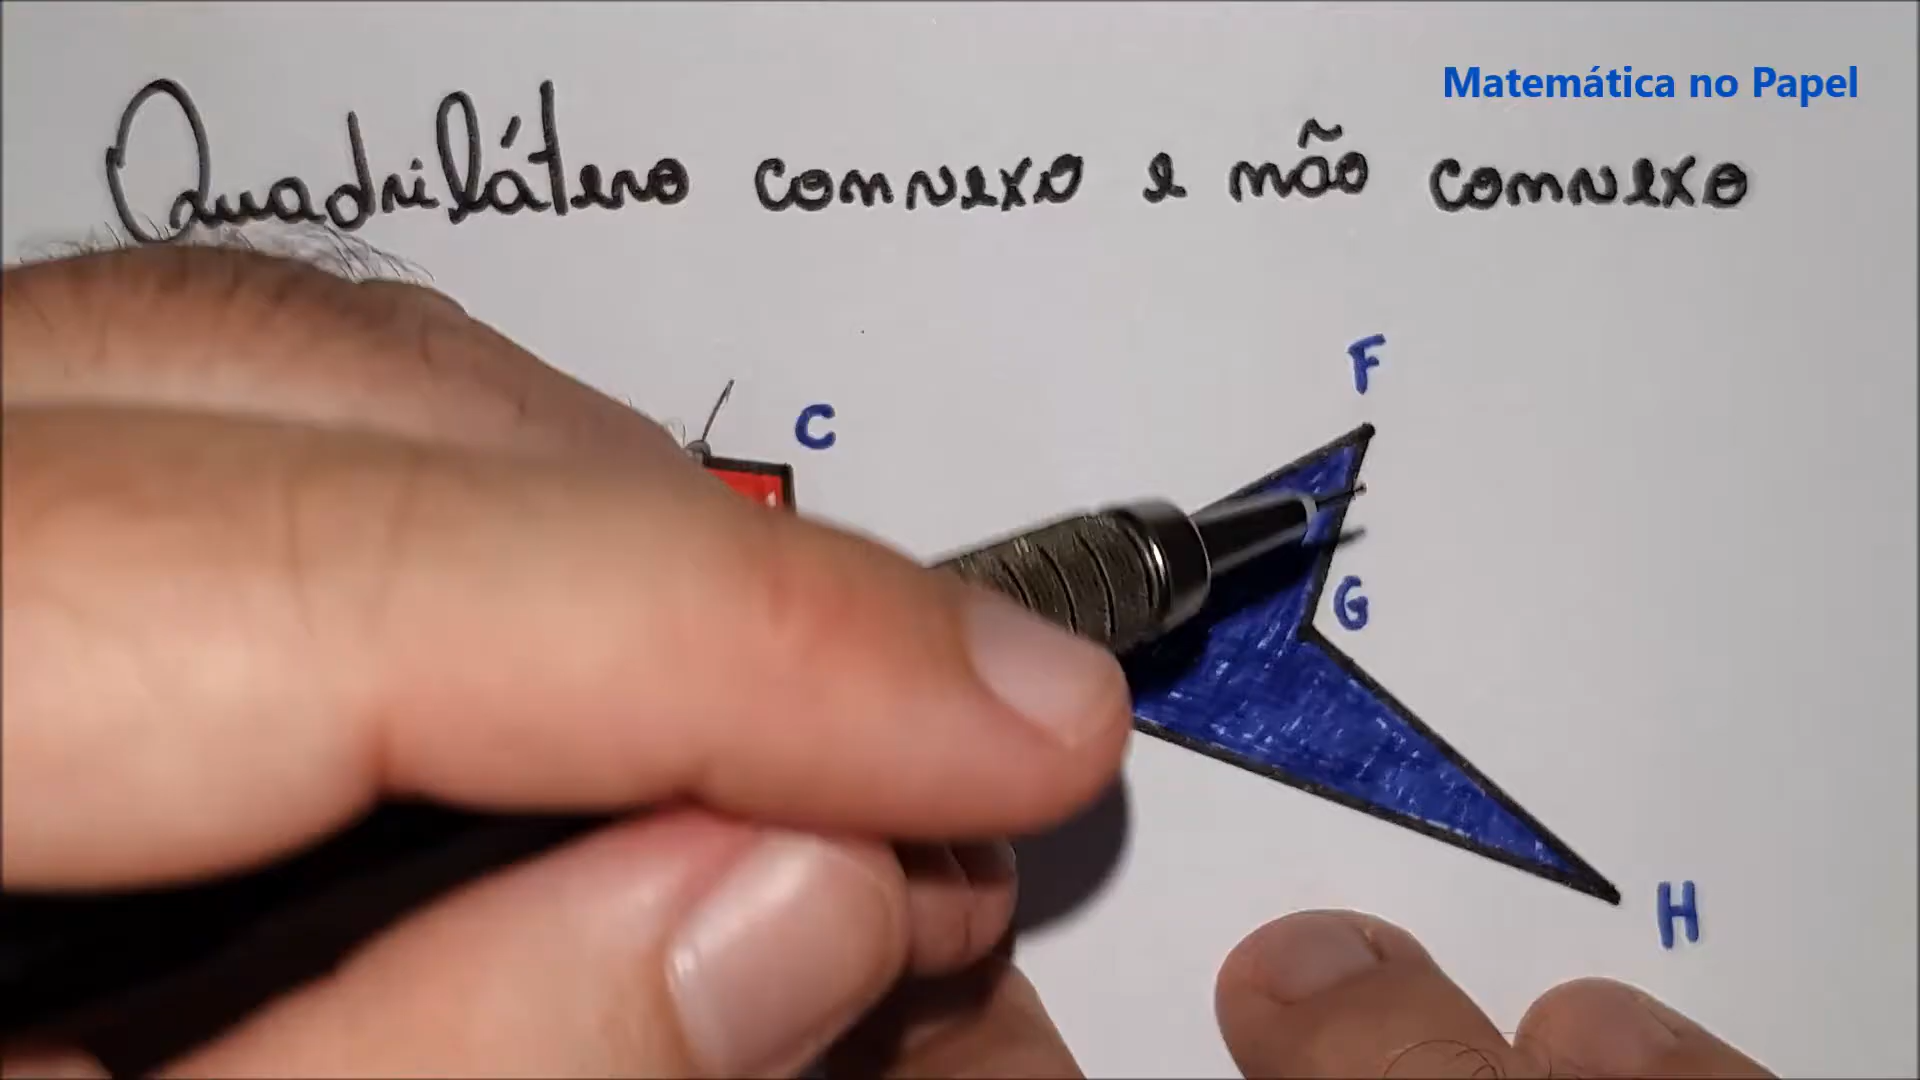 Matemática no Papel
Quadrilátero convexo e não convexo
F
C
G
H